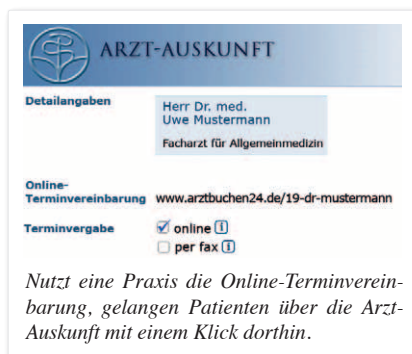 ARZT-AUSKUNFT
Detailangaben
Herr Dr. med.
Uwe Mustermann
Facharzt für Allgemeinmedizin
Online-
Terminvereinbarung www.arztbuchen24.de/19-dr-mustermann
Terminvergabe online i
per fax i
Nutzt eine Praxis die Online-Terminverein-
barung, gelangen Patienten über die Arzt-
Auskunft mit einem Klick dorthin.